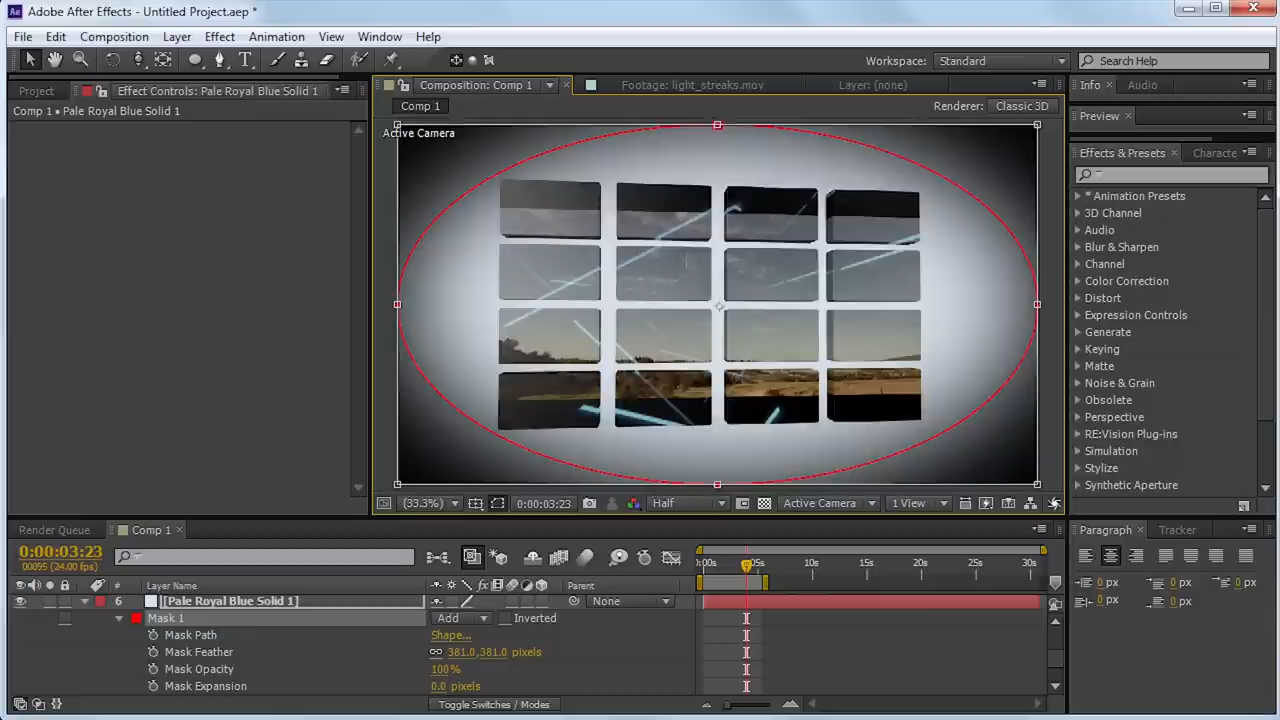 Adobe After Effects - Untitled Project.aep *
File Edit Composition Layer Effect Animation View Window Help
Workspace: Standard Search Help
Project Effect Controls: Pale Royal Blue Solid 1 Composition: Comp 1 Footage: light_streaks.mov Layer: (none) Info Audio
Comp 1 • Pale Royal Blue Solid 1
Comp 1 Renderer: Classic 3D
Active Camera
Preview
Effects & Presets Characte
* Animation Presets
3D Channel
Audio
Blur & Sharpen
Channel
Color Correction
Distort
Expression Controls
Generate
Keying
Matte
Noise & Grain
Obsolete
Perspective
RE:Vision Plug-ins
Simulation
Stylize
Synthetic Aperture
(33.3%) 0:00:03:23 Half Active Camera 1 View
Render Queue Comp 1 Paragraph Tracker
0:00:03:23
00095 (24.00 fps)
05s 10s 15s 20s 25s 30s
# Layer Name Parent
6 [Pale Royal Blue Solid 1] None
Mask 1 Add Inverted
Mask Path Shape...
Mask Feather 381.0,381.0 pixels
Mask Opacity 100%
Mask Expansion 0.0 pixels
Toggle Switches / Modes
0 px 0 px 0 px
0 px 0 px